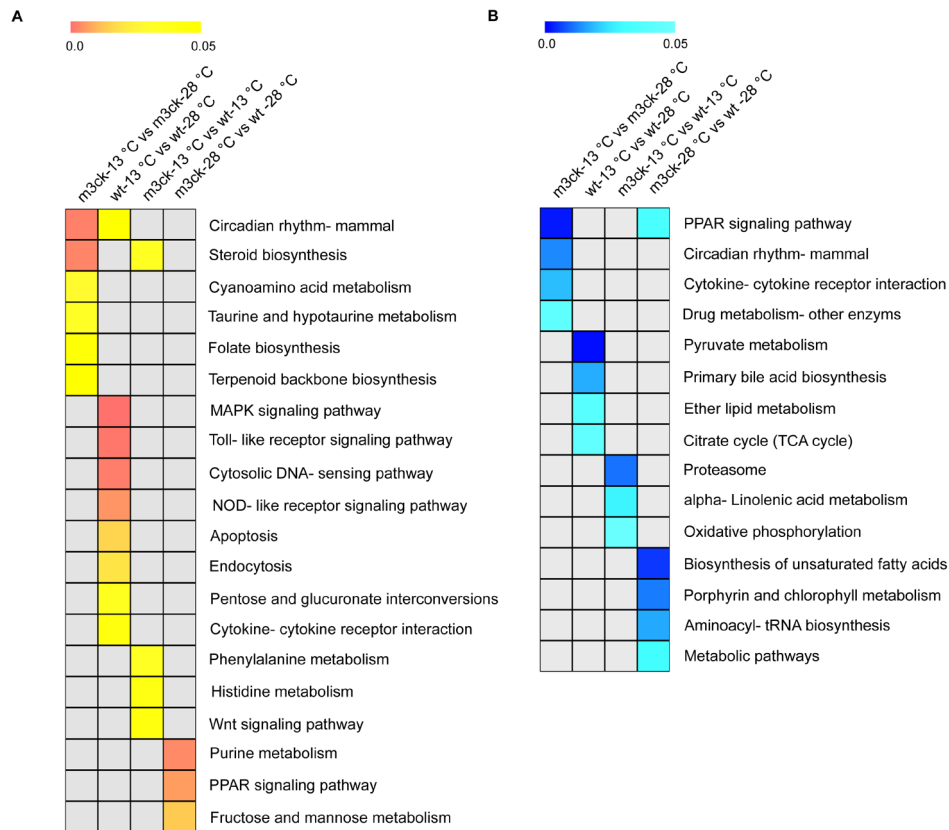 A
0.0 0.05
m3ck-13 °C vs m3ck-28 °C
wt-13 °C vs wt-28 °C
m3ck-13 °C vs wt-13 °C
m3ck-28 °C vs wt -28 °C
Circadian rhythm- mammal
Steroid biosynthesis
Cyanoamino acid metabolism
Taurine and hypotaurine metabolism
Folate biosynthesis
Terpenoid backbone biosynthesis
MAPK signaling pathway
Toll- like receptor signaling pathway
Cytosolic DNA- sensing pathway
NOD- like receptor signaling pathway
Apoptosis
Endocytosis
Pentose and glucuronate interconversions
Cytokine- cytokine receptor interaction
Phenylalanine metabolism
Histidine metabolism
Wnt signaling pathway
Purine metabolism
PPAR signaling pathway
Fructose and mannose metabolism
B
0.0 0.05
m3ck-13 °C vs m3ck-28 °C
wt-13 °C vs wt-28 °C
m3ck-13 °C vs wt-13 °C
m3ck-28 °C vs wt -28 °C
PPAR signaling pathway
Circadian rhythm- mammal
Cytokine- cytokine receptor interaction
Drug metabolism- other enzymes
Pyruvate metabolism
Primary bile acid biosynthesis
Ether lipid metabolism
Citrate cycle (TCA cycle)
Proteasome
alpha- Linolenic acid metabolism
Oxidative phosphorylation
Biosynthesis of unsaturated fatty acids
Porphyrin and chlorophyll metabolism
Aminoacyl- tRNA biosynthesis
Metabolic pathways